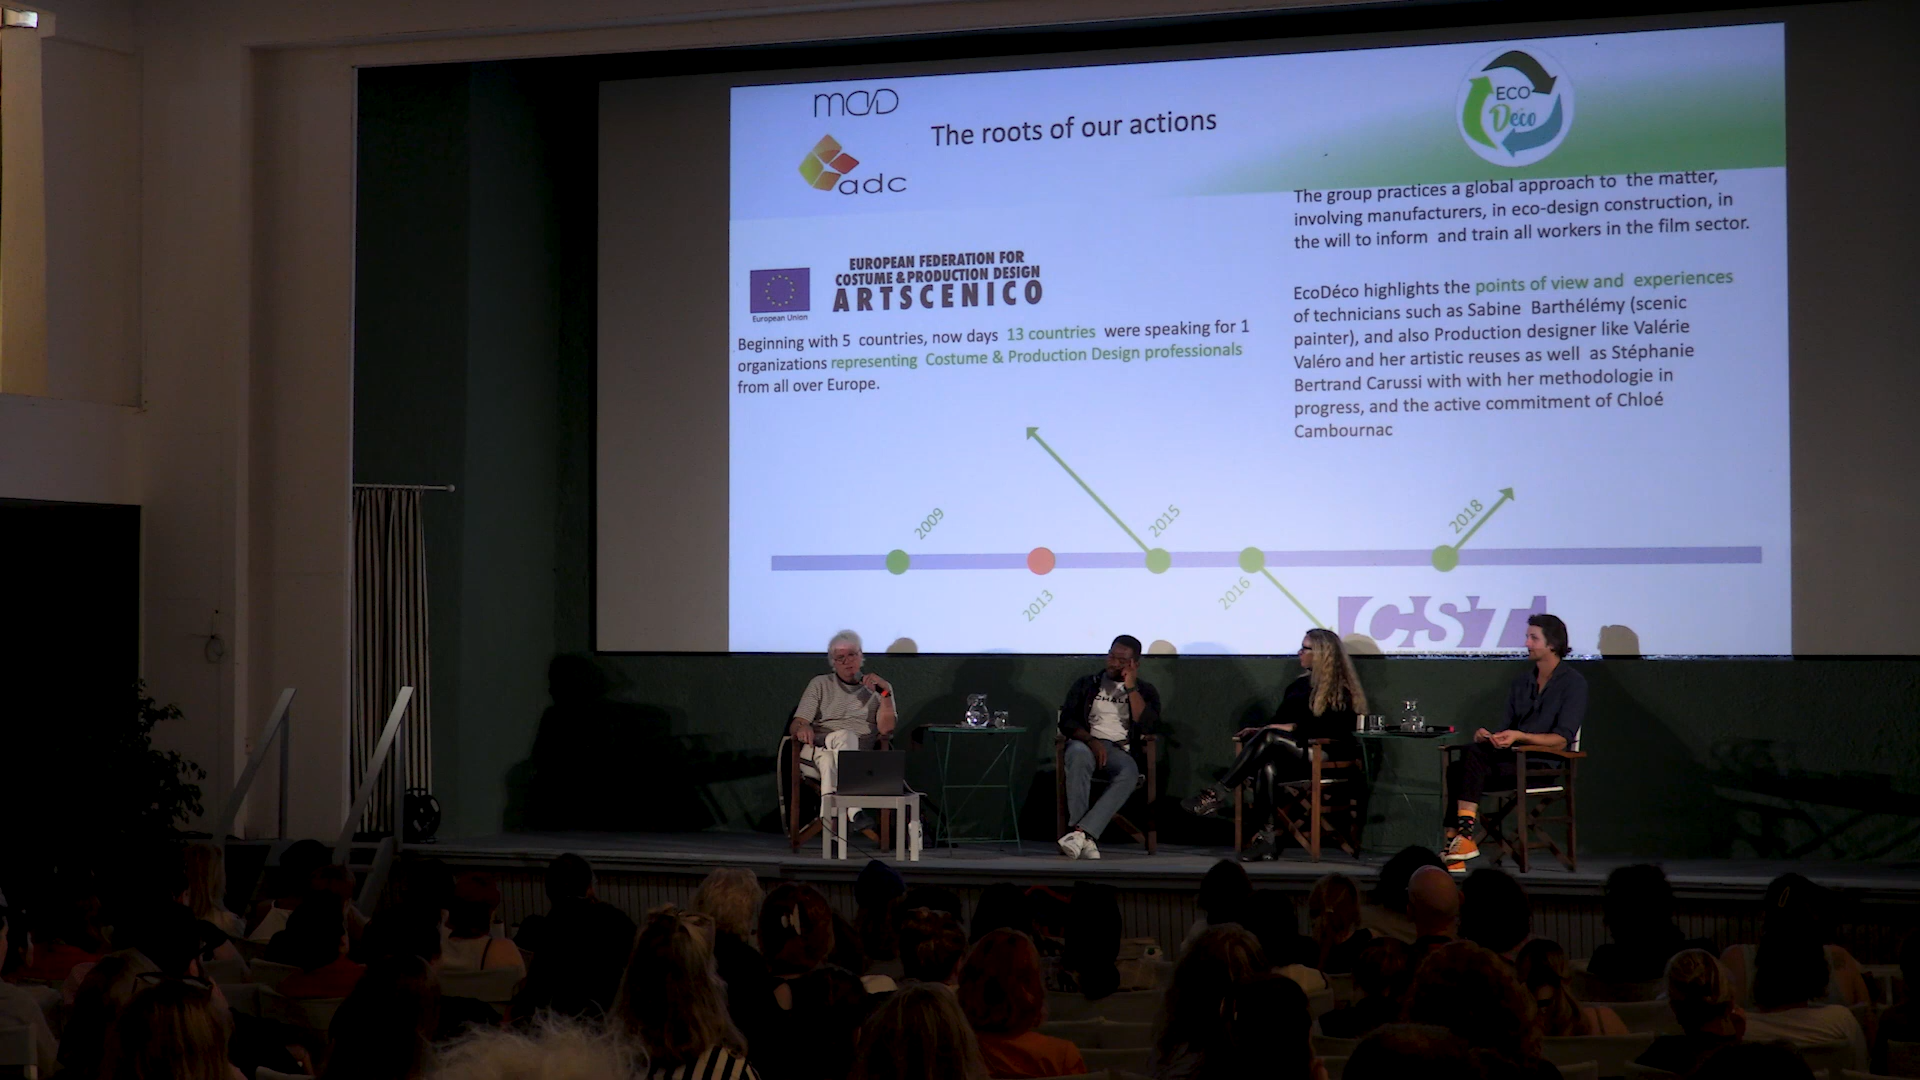 MAD
adc
The roots of our actions
ECO
Déco
EUROPEAN FEDERATION FOR
COSTUME & PRODUCTION DESIGN
ARTSCENICO
European Union
Beginning with 5 countries, now days 13 countries were speaking for 1
organizations representing Costume & Production Design professionals
from all over Europe.
The group practices a global approach to the matter,
involving manufacturers, in eco-design construction, in
the will to inform and train all workers in the film sector.
EcoDéco highlights the points of view and experiences
of technicians such as Sabine Barthélémy (scenic
painter), and also Production designer like Valérie
Valéro and her artistic reuses as well as Stéphanie
Bertrand Carussi with with her methodologie in
progress, and the active commitment of Chloé
Cambournac
2009
2013
2015
2016
2018
CST